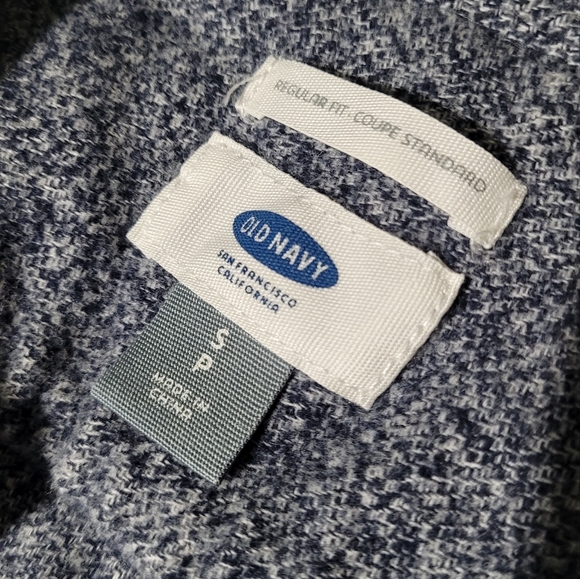 REGULAR FIT · COUPE STANDARD
OLD NAVY
SAN FRANCISCO
CALIFORNIA
S
P
MADE IN
CHINA